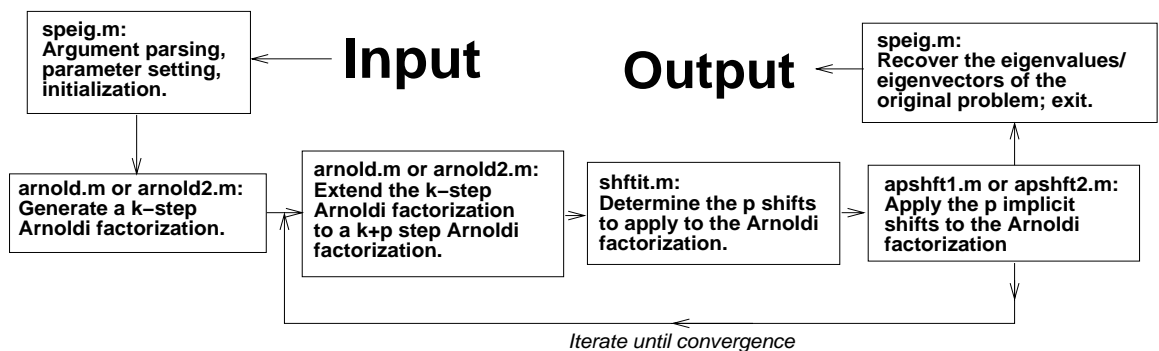 speig.m:
Argument parsing,
parameter setting,
initialization.
Input
Output
speig.m:
Recover the eigenvalues/
eigenvectors of the
original problem; exit.
arnold.m or arnold2.m:
Generate a k−step
Arnoldi factorization.
arnold.m or arnold2.m:
Extend the k−step
Arnoldi factorization
to a k+p step Arnoldi
factorization.
shftit.m:
Determine the p shifts
to apply to the Arnoldi
factorization.
apshft1.m or apshft2.m:
Apply the p implicit
shifts to the Arnoldi
factorization
Iterate until convergence